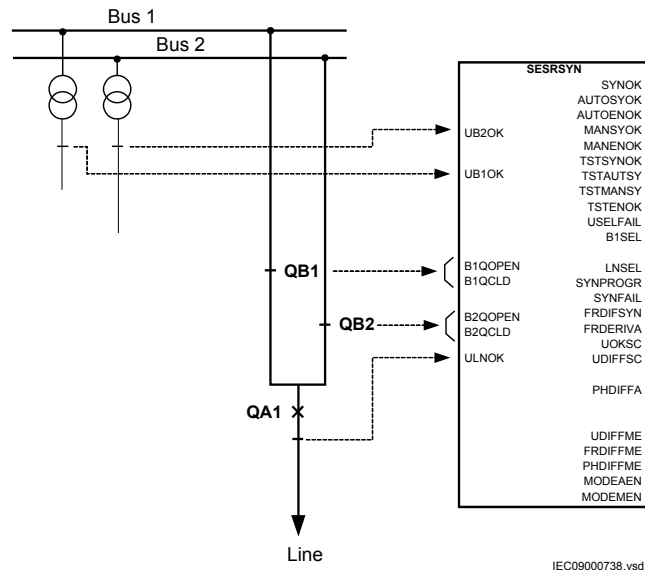 Bus 1
Bus 2
SESRSYN
SYNOK
AUTOSYOK
AUTOENOK
UB2OK
MANSYOK
MANENOK
TSTSYNOK
UB1OK
TSTAUTSY
TSTMANSY
TSTENOK
USELFAIL
B1SEL
QB1
B1QOPEN
LNSEL
B1QCLD
SYNPROGR
SYNFAIL
QB2
B2QOPEN
FRDIFSYN
B2QCLD
FRDERIVA
UOKSC
ULNOK
UDIFFSC
PHDIFFA
QA1
UDIFFME
FRDIFFME
PHDIFFME
MODEAEN
MODEMEN
Line
IEC09000738.vsd